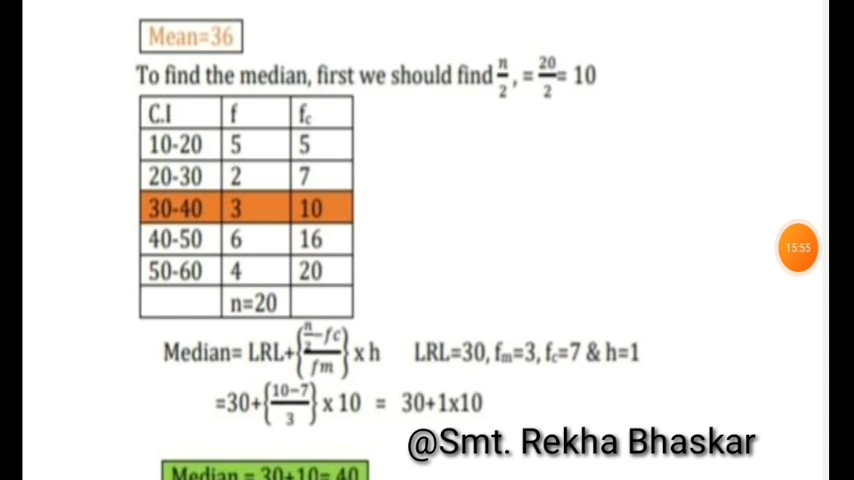 Mean=36
To find the median, first we should find n/2, = 20/2 = 10
C.I f fc
10-20 5 5
20-30 2 7
30-40 3 10
40-50 6 16
50-60 4 20
n=20
Median= LRL+{(n/2 −fc)/fm} x h LRL=30, fm=3, fc=7 & h=1
=30+{(10−7)/3} x 10 = 30+1x10
@Smt. Rekha Bhaskar
Median = 30+10= 40
15:55